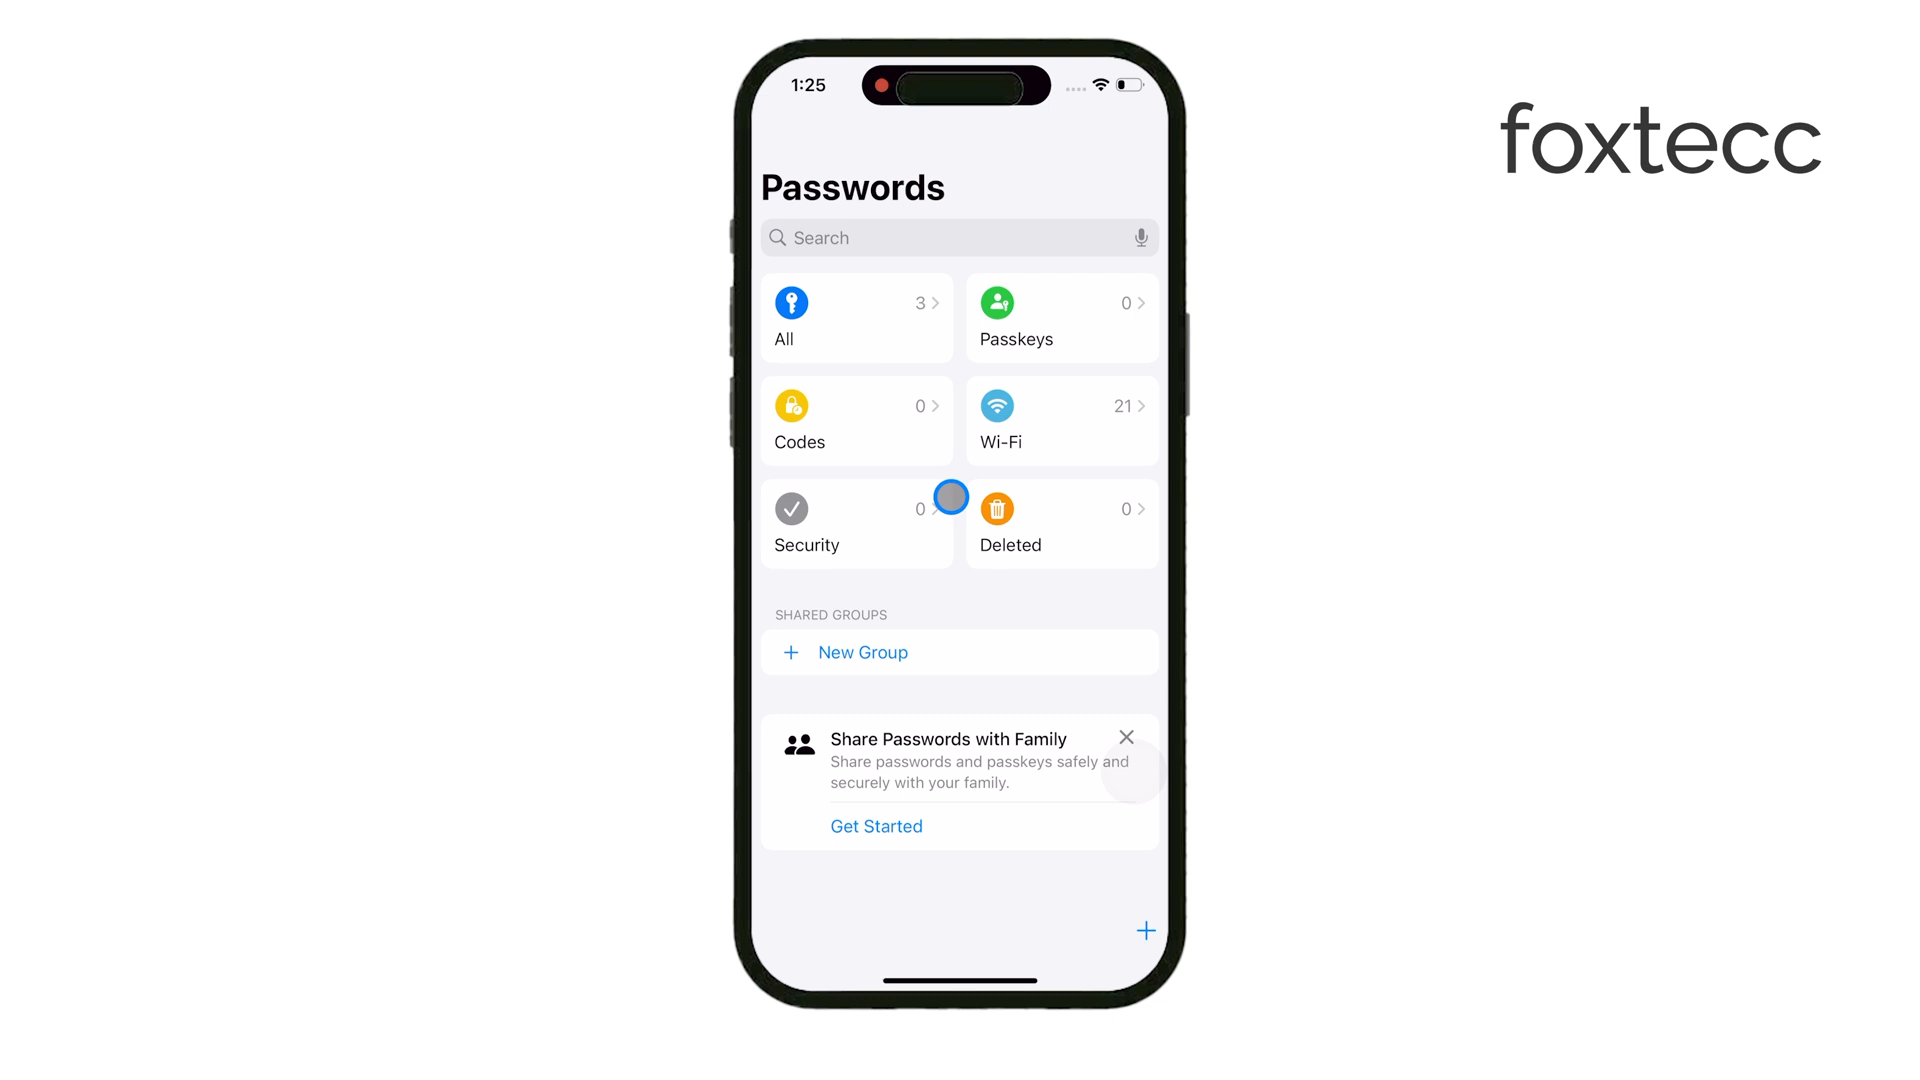 1:25
foxtecc
Passwords
Search
3
All
0
Passkeys
0
Codes
21
Wi-Fi
0
Security
0
Deleted
SHARED GROUPS
+ New Group
Share Passwords with Family
Share passwords and passkeys safely and
securely with your family.
Get Started